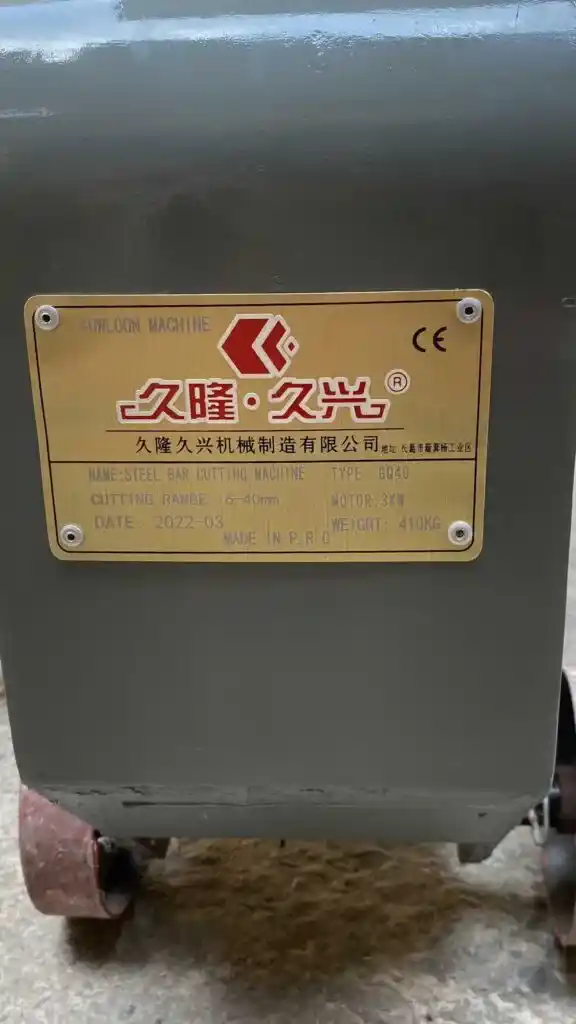 MACHINE
CE
久隆·久兴®
久隆久兴机械制造有限公司
NAME:STEEL BAR CUTTING MACHINE TYPE GQ40
CUTTING RANGE 6-40mm MOTOR:3KW
DATE: 2022-03 WEIGHT: 410KG
MADE IN P.R.C